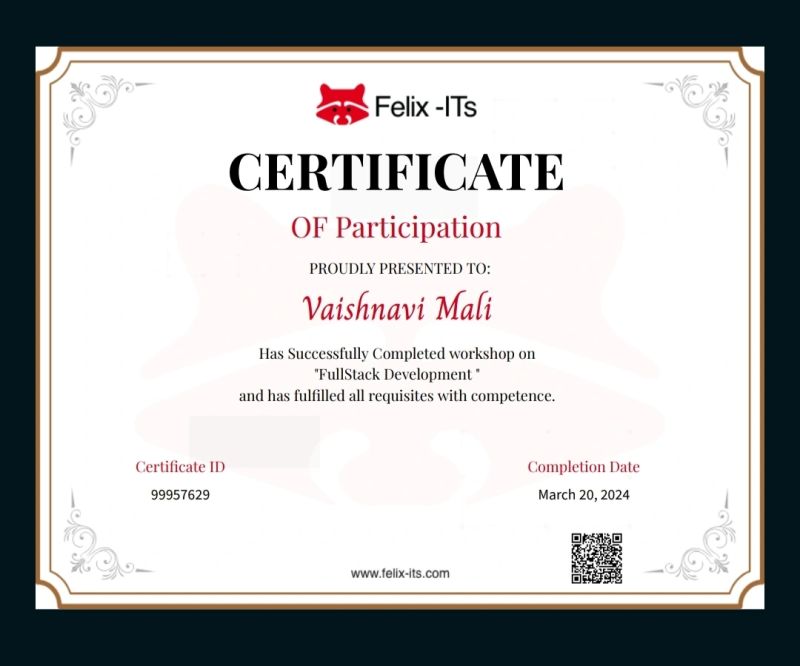 Felix -ITs
CERTIFICATE
OF Participation
PROUDLY PRESENTED TO:
Vaishnavi Mali
Has Successfully Completed workshop on
"FullStack Development "
and has fulfilled all requisites with competence.
Certificate ID
99957629
Completion Date
March 20, 2024
www.felix-its.com